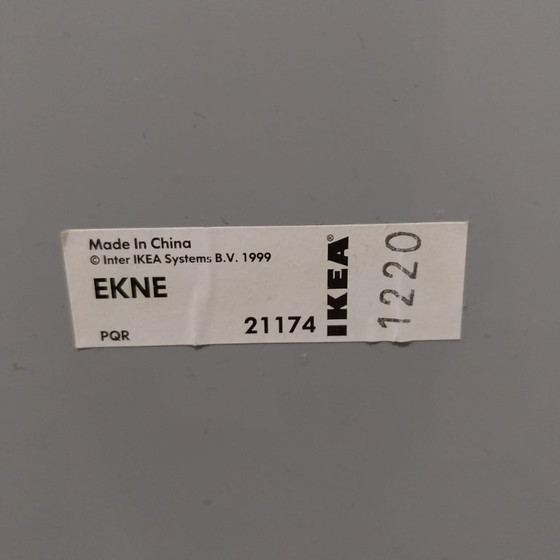 Made In China
© Inter IKEA Systems B.V. 1999
EKNE
PQR
21174
IKEA®
1220